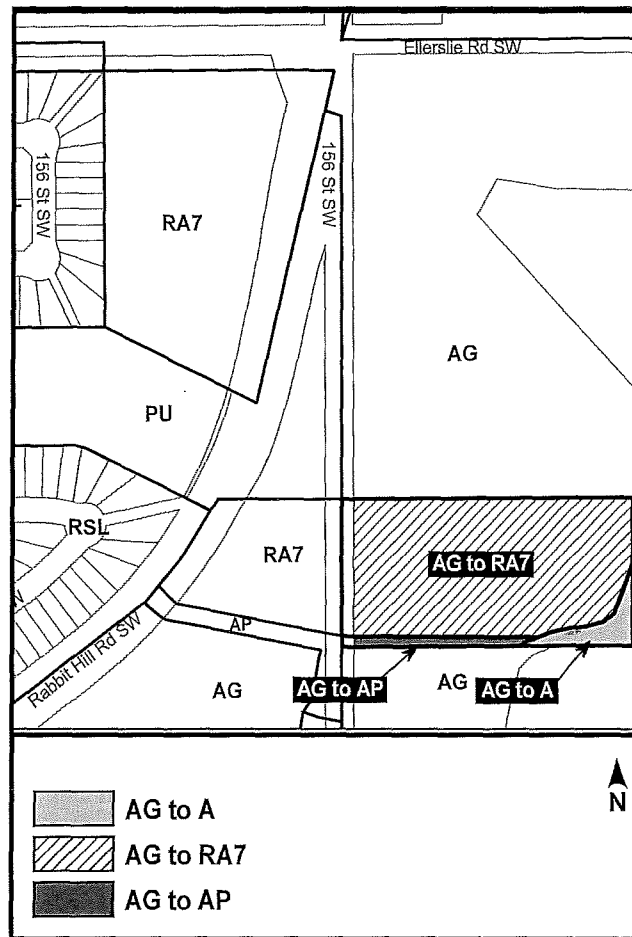 Ellerslie Rd SW
156 St SW
156 St SW
RA7
AG
PU
RSL
RA7
AG to RA7
AP
Rabbit Hill Rd SW
AG
AG to AP
AG
AG to A
N
AG to A
AG to RA7
AG to AP